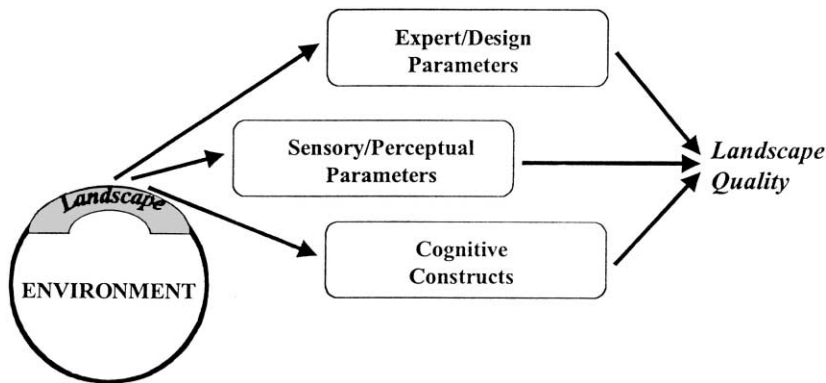 Expert/Design
Parameters
Sensory/Perceptual
Parameters
Landscape
Quality
Landscape
Cognitive
Constructs
ENVIRONMENT